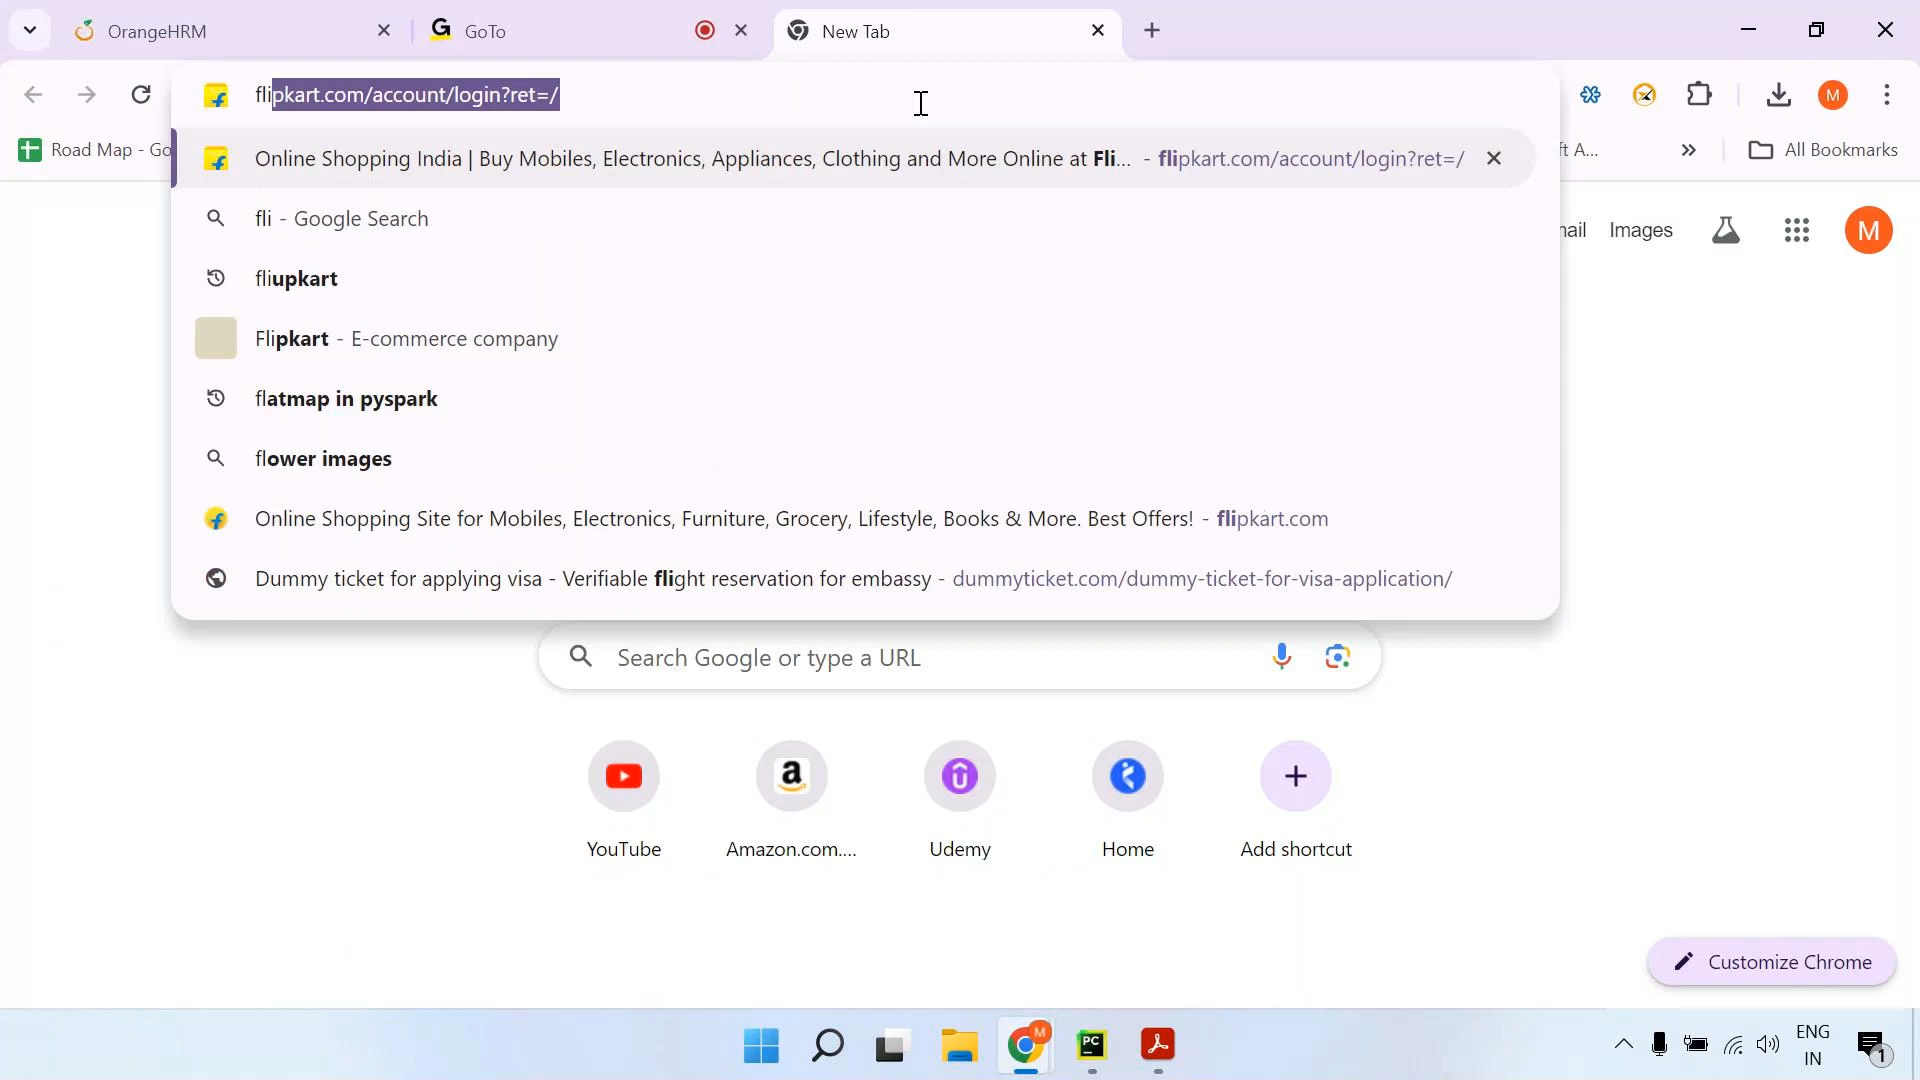 OrangeHRM
GoTo
New Tab
flipkart.com/account/login?ret=/
Road Map - Go
Online Shopping India | Buy Mobiles, Electronics, Appliances, Clothing and More Online at Fli... - flipkart.com/account/login?ret=/
ft A...
»
All Bookmarks
fli - Google Search
Images
M
fliupkart
Flipkart - E-commerce company
flatmap in pyspark
flower images
Online Shopping Site for Mobiles, Electronics, Furniture, Grocery, Lifestyle, Books & More. Best Offers! - flipkart.com
Dummy ticket for applying visa - Verifiable flight reservation for embassy - dummyticket.com/dummy-ticket-for-visa-application/
Search Google or type a URL
YouTube
Amazon.com....
Udemy
Home
Add shortcut
Customize Chrome
ENG
IN
1